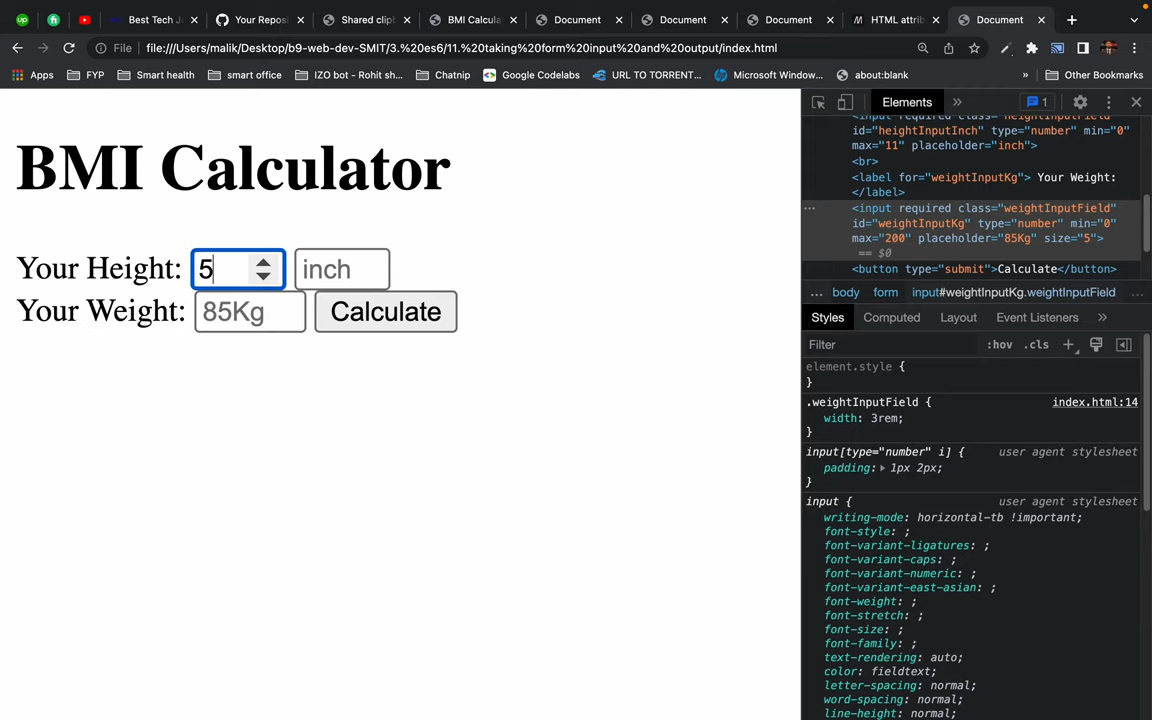 Best Tech J
Your Reposi
Shared clip
BMI Calcula
Document
Document
Document
HTML attrib
Document
File
file:///Users/malik/Desktop/b9-web-dev-SMIT/3.%20es6/11.%20taking%20form%20input%20and%20output/index.html
Apps
FYP
Smart health
smart office
IZO bot - Rohit sh...
Chatnip
Google Codelabs
URL TO TORRENT...
Microsoft Window...
about:blank
»
Other Bookmarks
BMI Calculator
Your Height: 5 inch
Your Weight: 85Kg Calculate
Elements » 1
<input required class="heightInputField"
id="heightInputInch" type="number" min="0"
max="11" placeholder="inch">
<br>
<label for="weightInputKg"> Your Weight:
</label>
<input required class="weightInputField"
id="weightInputKg" type="number" min="0"
max="200" placeholder="85Kg" size="5">
== $0
<button type="submit">Calculate</button>
... body form input#weightInputKg.weightInputField ...
Styles Computed Layout Event Listeners »
Filter :hov .cls +
element.style {
}
.weightInputField { index.html:14
width: 3rem;
}
input[type="number" i] { user agent stylesheet
padding: 1px 2px;
}
input { user agent stylesheet
writing-mode: horizontal-tb !important;
font-style: ;
font-variant-ligatures: ;
font-variant-caps: ;
font-variant-numeric: ;
font-variant-east-asian: ;
font-weight: ;
font-stretch: ;
font-size: ;
font-family: ;
text-rendering: auto;
color: fieldtext;
letter-spacing: normal;
word-spacing: normal;
line-height: normal;